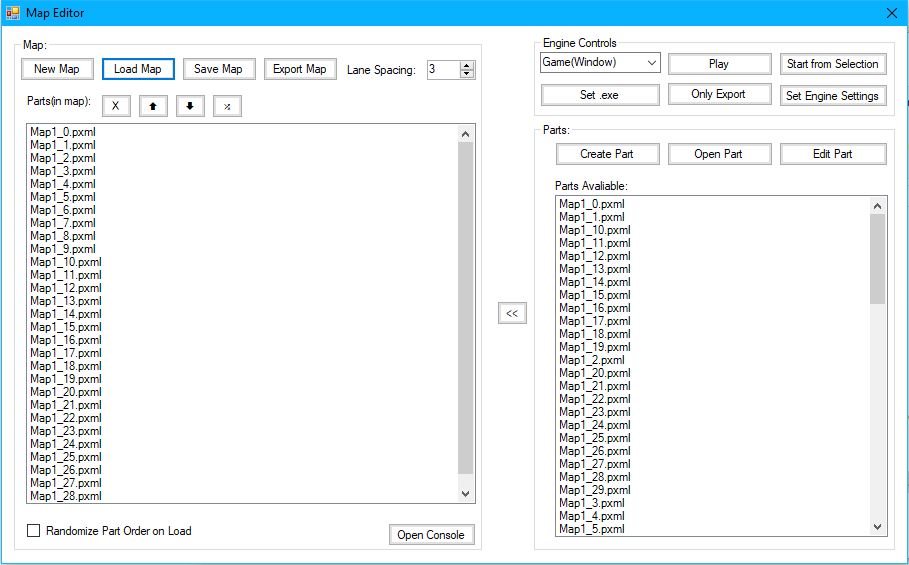 Map Editor
Map:
New Map
Load Map
Save Map
Export Map
Lane Spacing:
3
Parts(in map):
X
Map1_0.pxml
Map1_1.pxml
Map1_2.pxml
Map1_3.pxml
Map1_4.pxml
Map1_5.pxml
Map1_6.pxml
Map1_7.pxml
Map1_8.pxml
Map1_9.pxml
Map1_10.pxml
Map1_11.pxml
Map1_12.pxml
Map1_13.pxml
Map1_14.pxml
Map1_15.pxml
Map1_16.pxml
Map1_17.pxml
Map1_18.pxml
Map1_19.pxml
Map1_20.pxml
Map1_21.pxml
Map1_22.pxml
Map1_23.pxml
Map1_24.pxml
Map1_25.pxml
Map1_26.pxml
Map1_27.pxml
Map1_28.pxml
Randomize Part Order on Load
Open Console
<<
Engine Controls
Game(Window)
Play
Start from Selection
Set .exe
Only Export
Set Engine Settings
Parts:
Create Part
Open Part
Edit Part
Parts Avaliable:
Map1_0.pxml
Map1_1.pxml
Map1_10.pxml
Map1_11.pxml
Map1_12.pxml
Map1_13.pxml
Map1_14.pxml
Map1_15.pxml
Map1_16.pxml
Map1_17.pxml
Map1_18.pxml
Map1_19.pxml
Map1_2.pxml
Map1_20.pxml
Map1_21.pxml
Map1_22.pxml
Map1_23.pxml
Map1_24.pxml
Map1_25.pxml
Map1_26.pxml
Map1_27.pxml
Map1_28.pxml
Map1_29.pxml
Map1_3.pxml
Map1_4.pxml
Map1_5.pxml